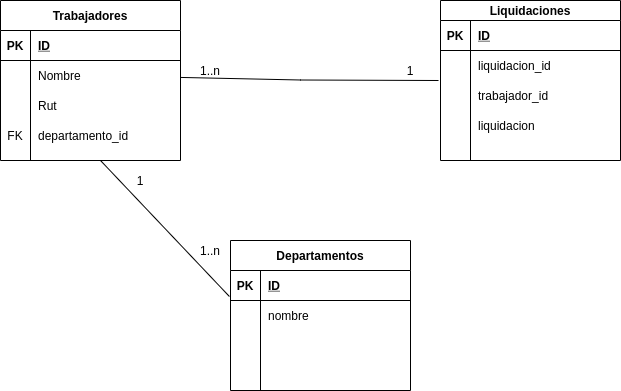 Trabajadores
PK ID
Nombre
Rut
FK departamento_id
1..n
1
Liquidaciones
PK ID
liquidacion_id
trabajador_id
liquidacion
1
1..n
Departamentos
PK ID
nombre